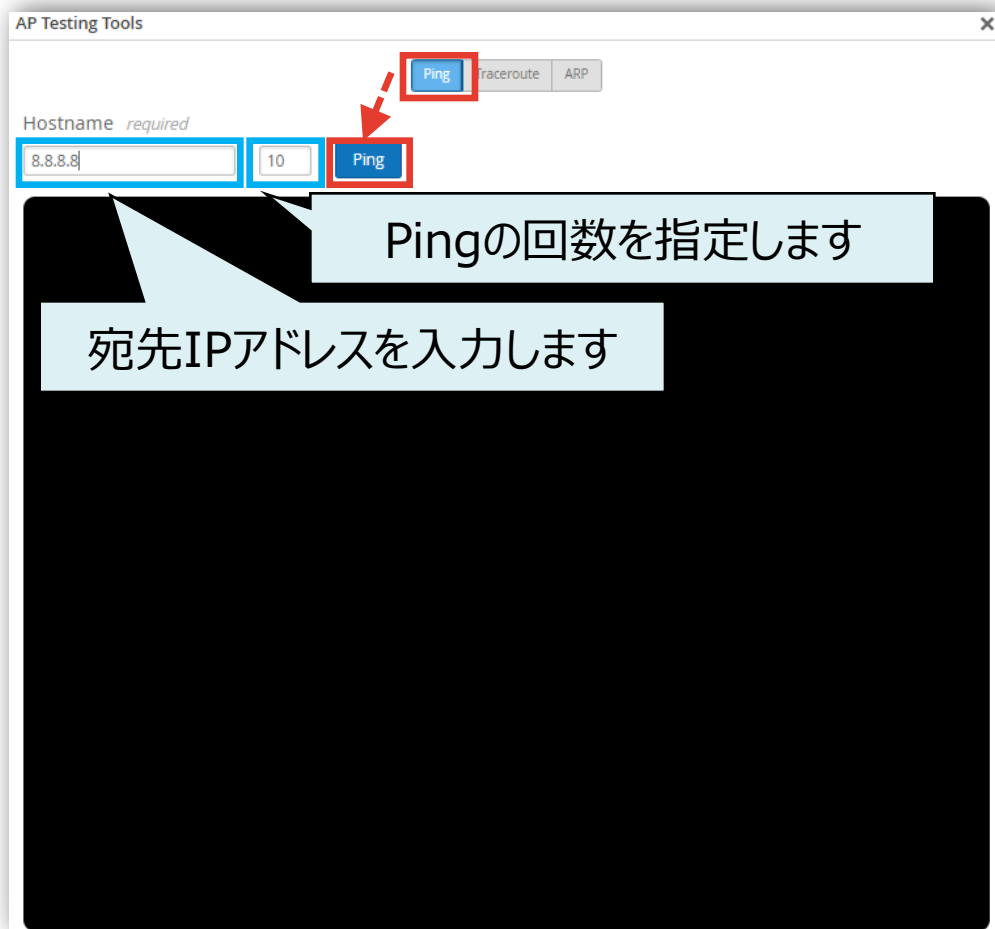 AP Testing Tools
Ping Traceroute ARP
Hostname required
8.8.8.8 10 Ping
Pingの回数を指定します
宛先IPアドレスを入力します